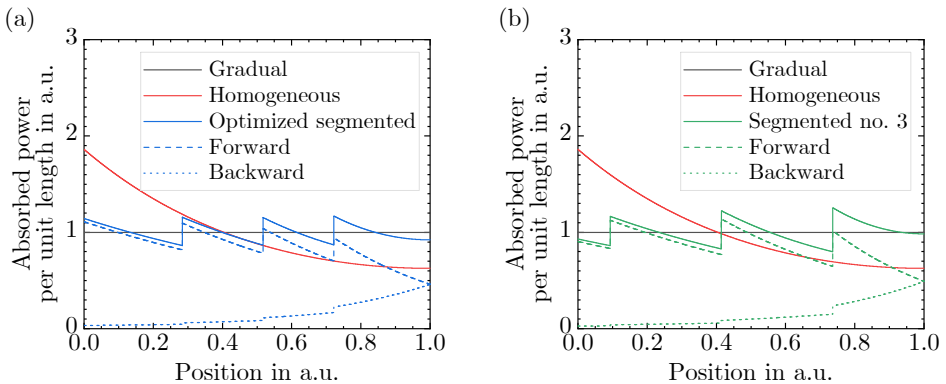 (a)
3
2
1
0
Absorbed power
per unit length in a.u.
Gradual
Homogeneous
Optimized segmented
Forward
Backward
0.0 0.2 0.4 0.6 0.8 1.0
Position in a.u.
(b)
3
2
1
0
Absorbed power
per unit length in a.u.
Gradual
Homogeneous
Segmented no. 3
Forward
Backward
0.0 0.2 0.4 0.6 0.8 1.0
Position in a.u.